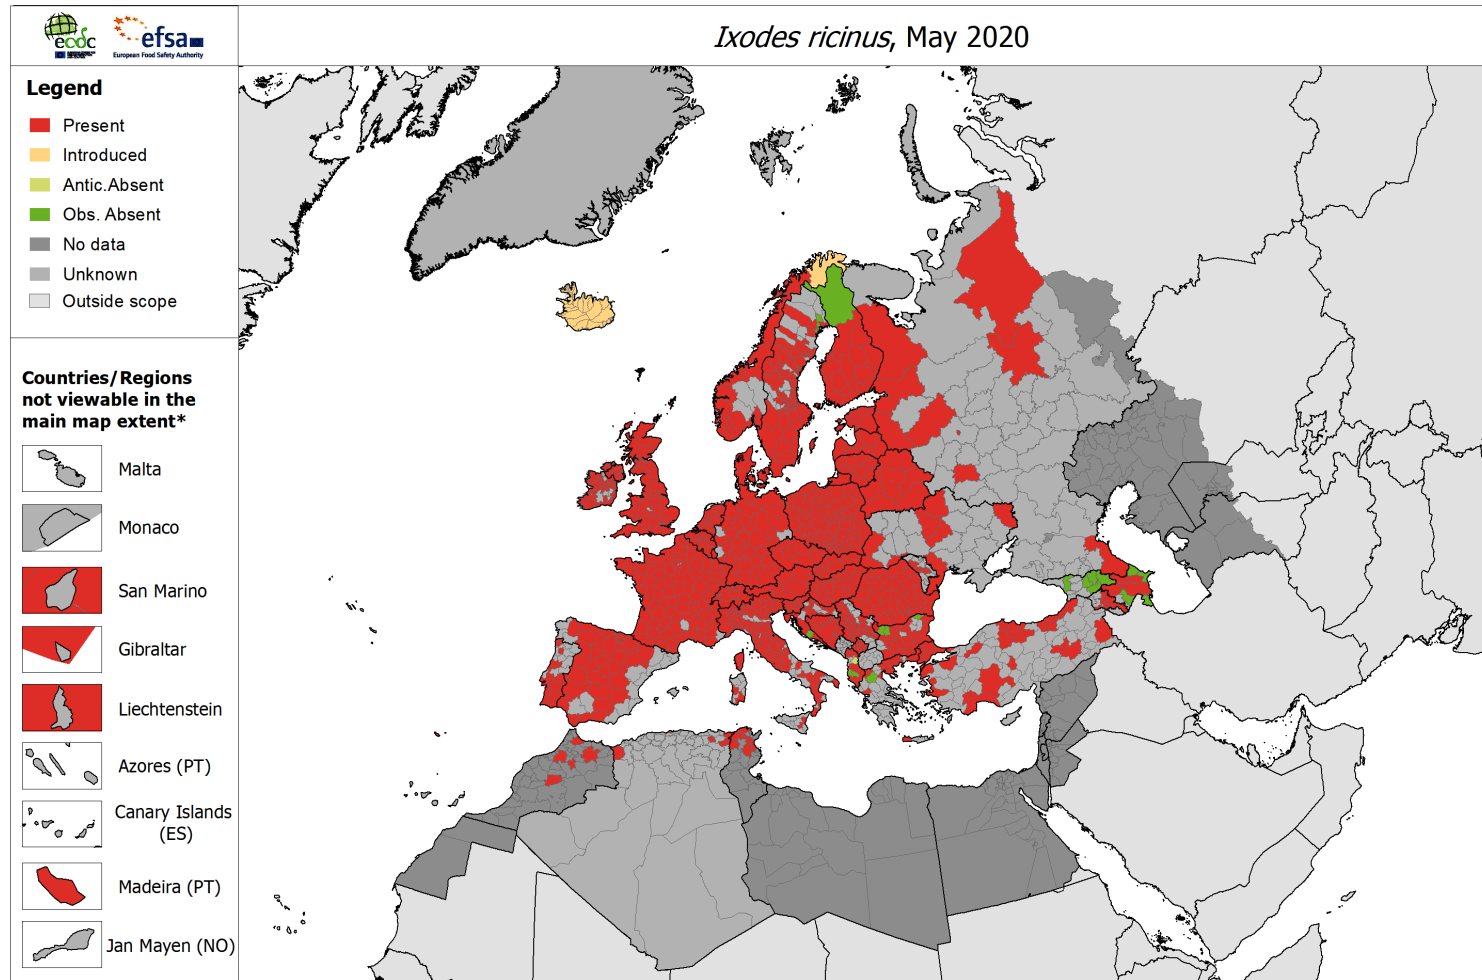 ecdc
efsa
European Food Safety Authority
Ixodes ricinus, May 2020
Legend
Present
Introduced
Antic.Absent
Obs. Absent
No data
Unknown
Outside scope
Countries/Regions
not viewable in the
main map extent*
Malta
Monaco
San Marino
Gibraltar
Liechtenstein
Azores (PT)
Canary Islands
(ES)
Madeira (PT)
Jan Mayen (NO)